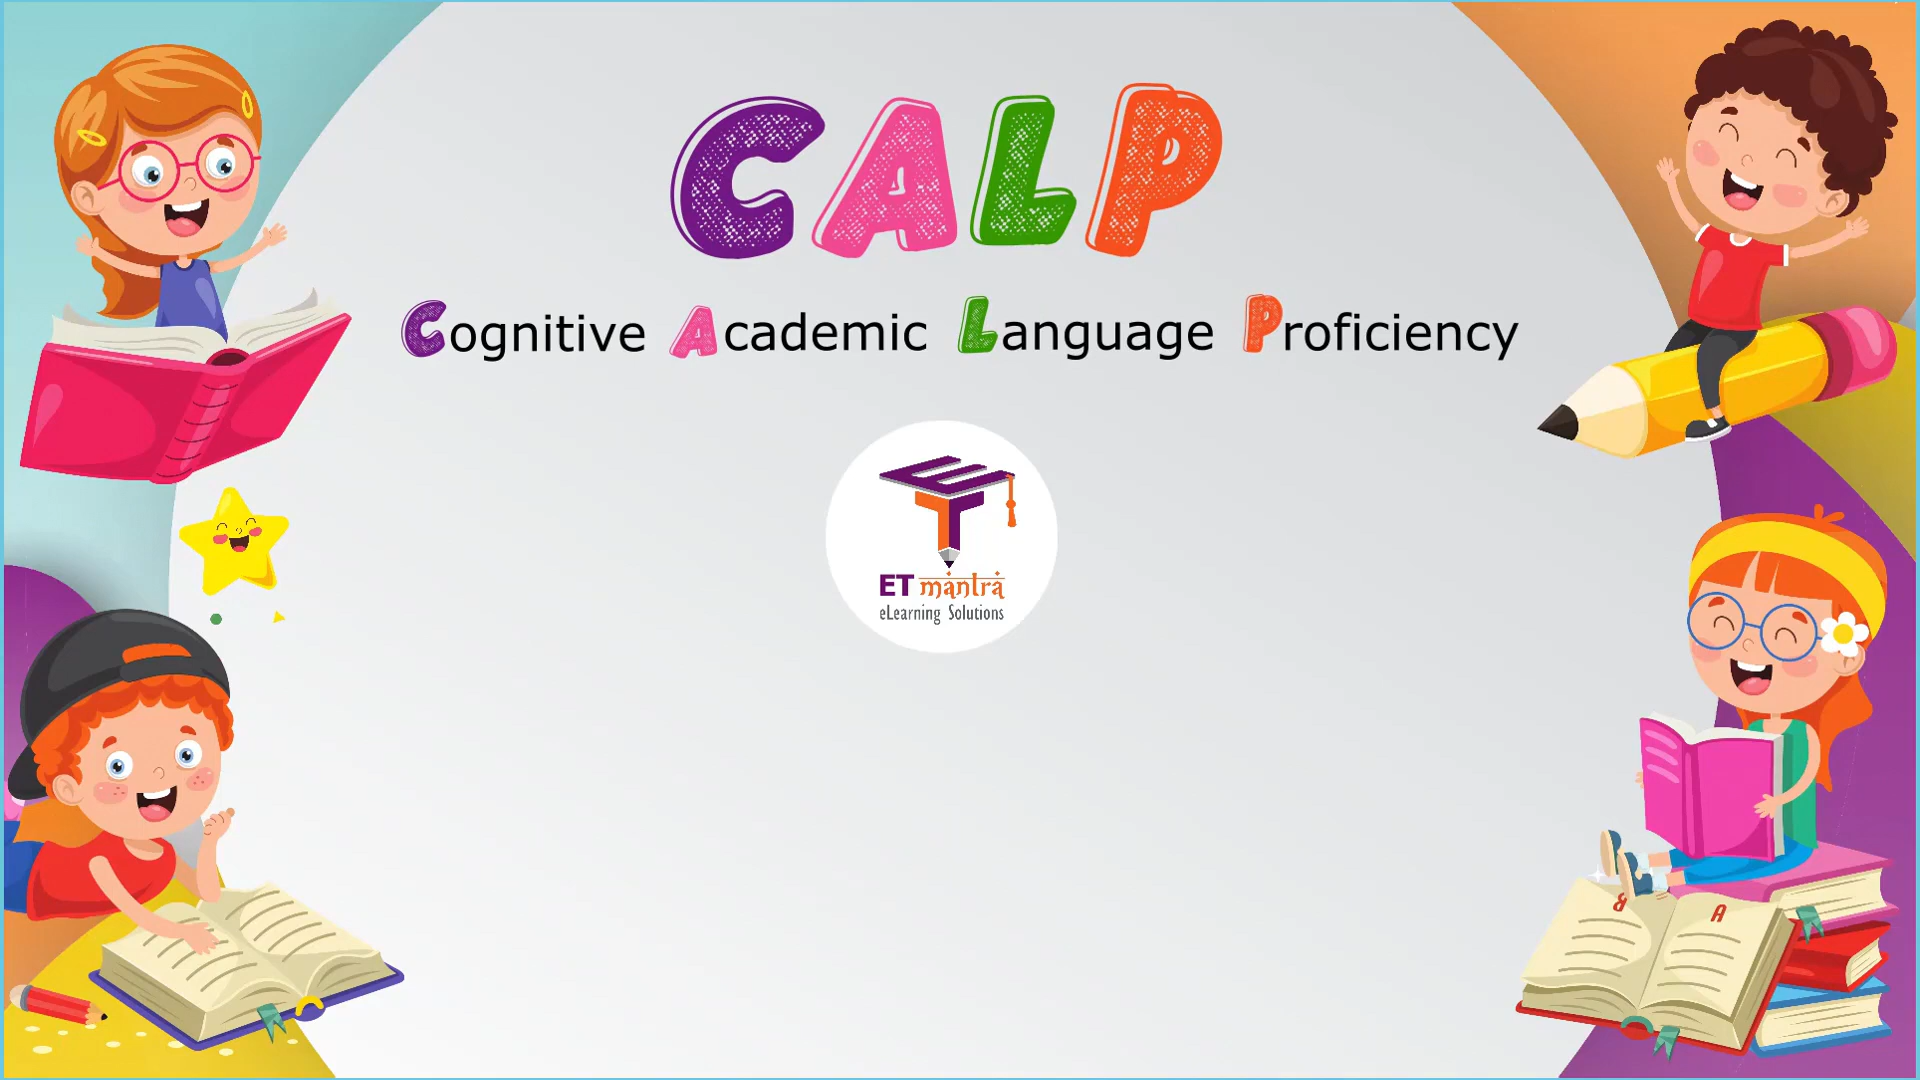 CALP
Cognitive Academic Language Proficiency
ET mantra
eLearning Solutions
B A